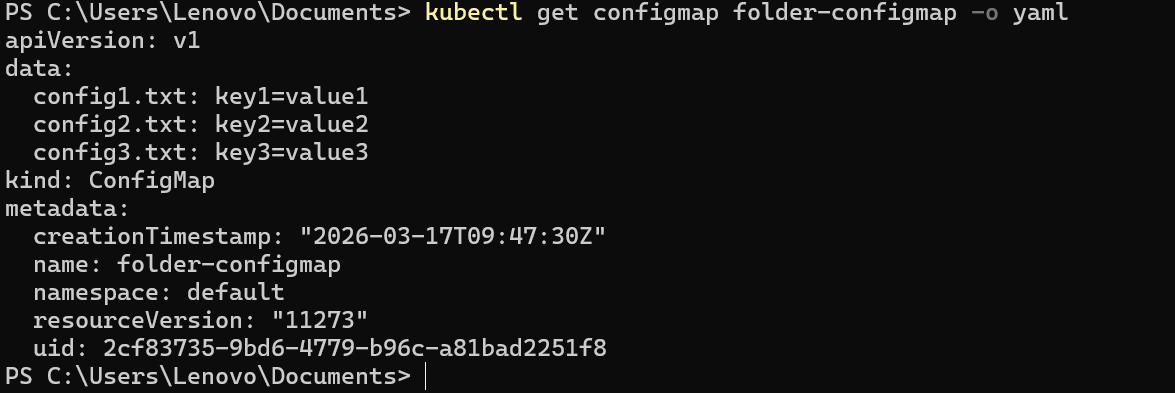 PS C:\Users\Lenovo\Documents> kubectl get configmap folder-configmap -o yaml
apiVersion: v1
data:
  config1.txt: key1=value1
  config2.txt: key2=value2
  config3.txt: key3=value3
kind: ConfigMap
metadata:
  creationTimestamp: "2026-03-17T09:47:30Z"
  name: folder-configmap
  namespace: default
  resourceVersion: "11273"
  uid: 2cf83735-9bd6-4779-b96c-a81bad2251f8
PS C:\Users\Lenovo\Documents>